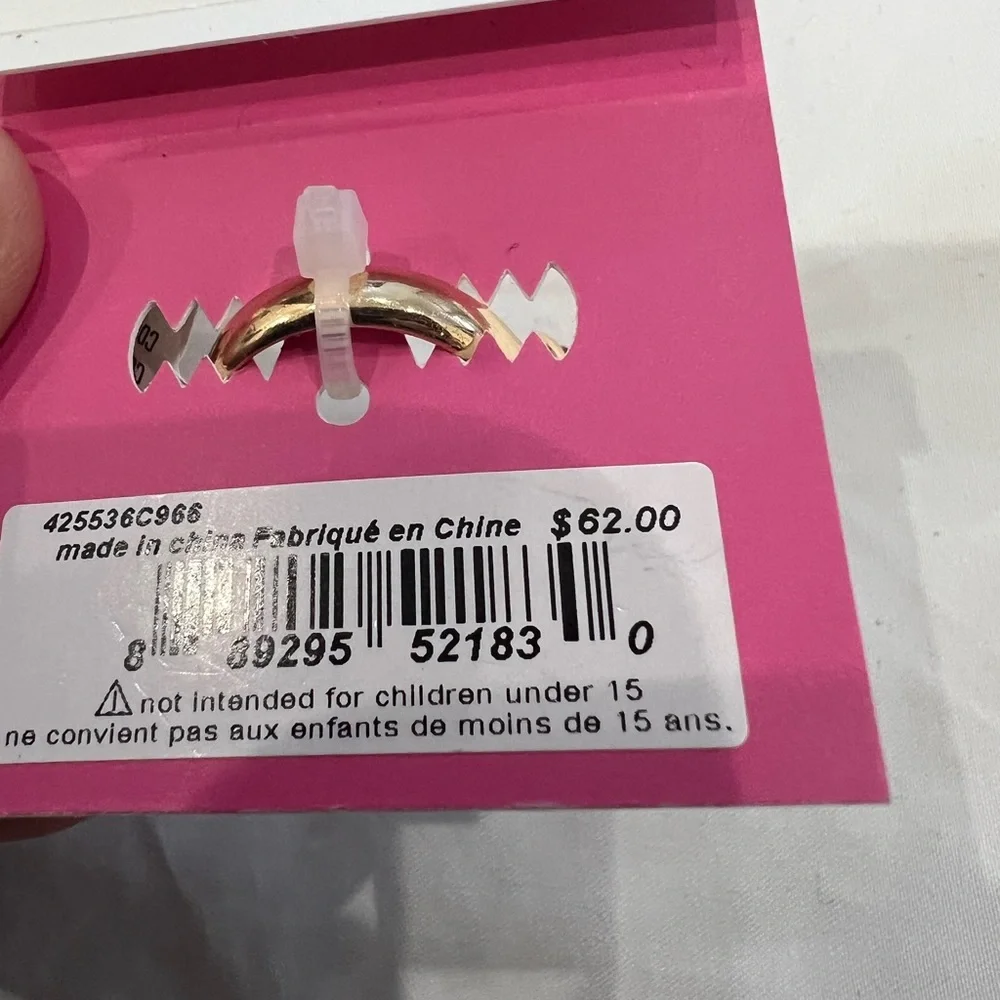 425536C966
made in china Fabriqué en Chine $62.00
8 89295 52183 0
⚠ not intended for children under 15
ne convient pas aux enfants de moins de 15 ans.